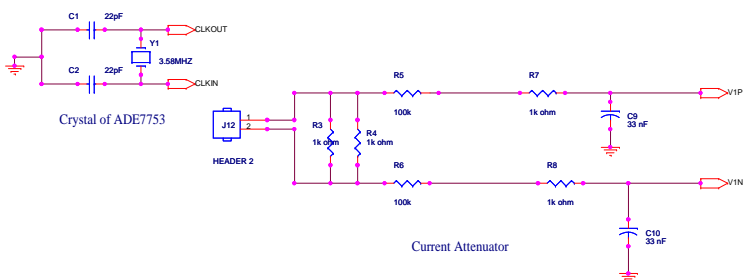 C1 22pF
CLKOUT
Y1
3.58MHZ
C2 22pF
CLKIN
Crystal of ADE7753
R5
100k
R7
1k ohm
V1P
C9
33 nF
J12
1
2
HEADER 2
R3
1k ohm
R4
1k ohm
R6
100k
R8
1k ohm
V1N
C10
33 nF
Current Attenuator